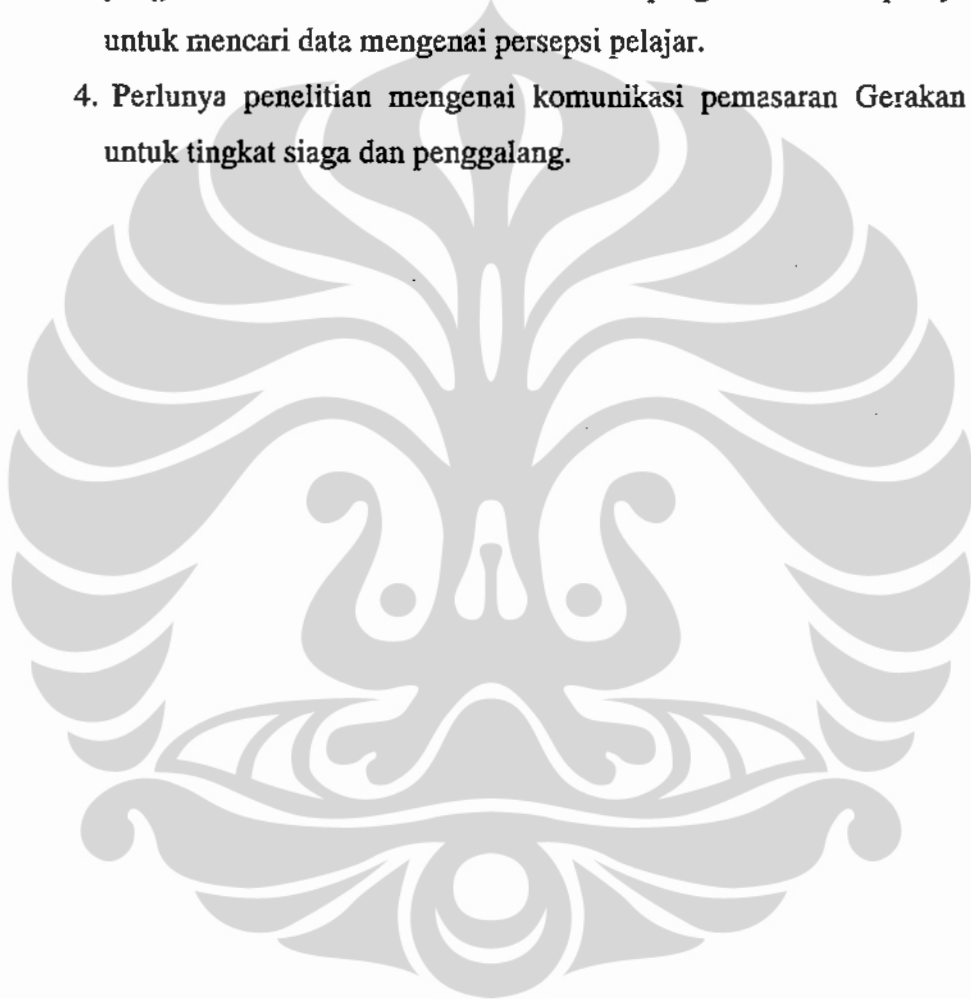 untuk mencari data mengenai persepsi pelajar.
4. Perlunya penelitian mengenai komunikasi pemasaran Gerakan
untuk tingkat siaga dan penggalang.